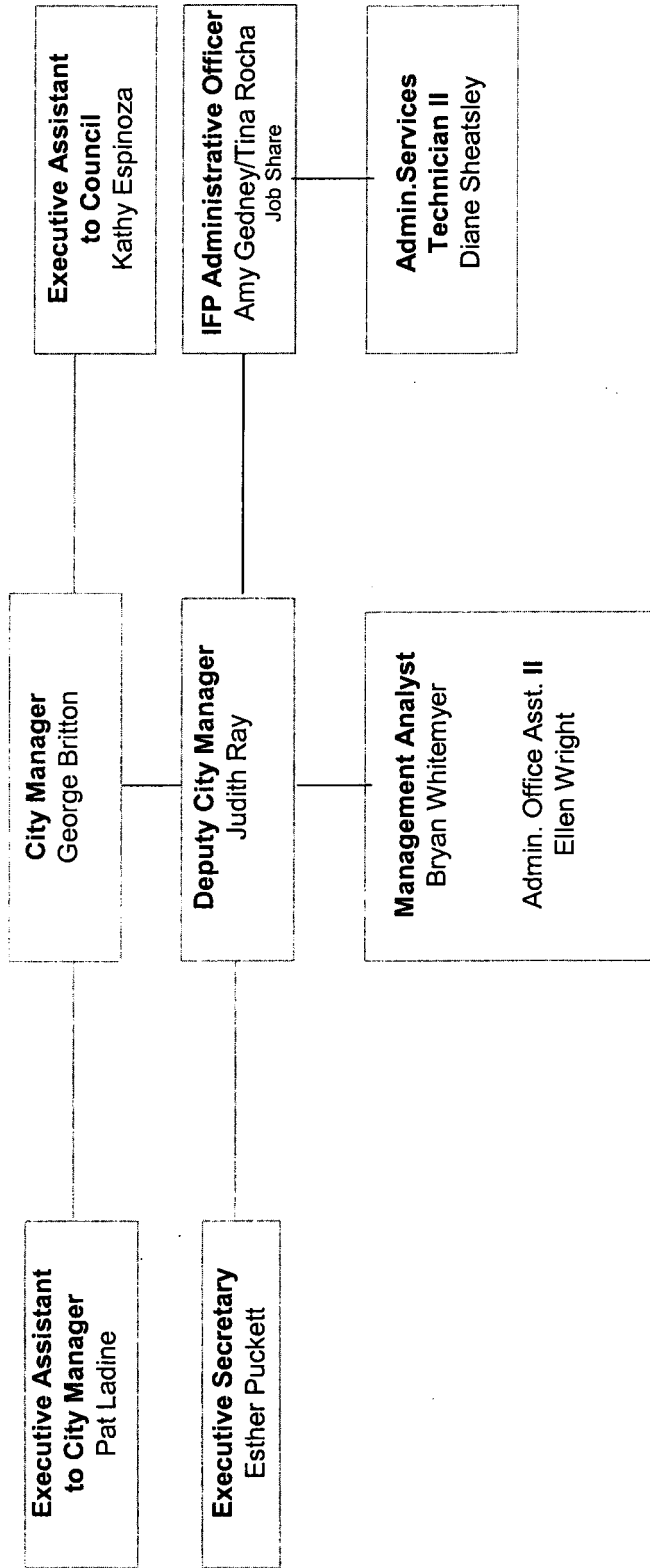 Executive Assistant
to City Manager
Pat Ladine
City Manager
George Britton
Executive Assistant
to Council
Kathy Espinoza
Executive Secretary
Esther Puckett
Deputy City Manager
Judith Ray
IFP Administrative Officer
Amy Gedney/Tina Rocha
Job Share
Management Analyst
Bryan Whitemyer
Admin. Office Asst. II
Ellen Wright
Admin.Services
Technician II
Diane Sheatsley